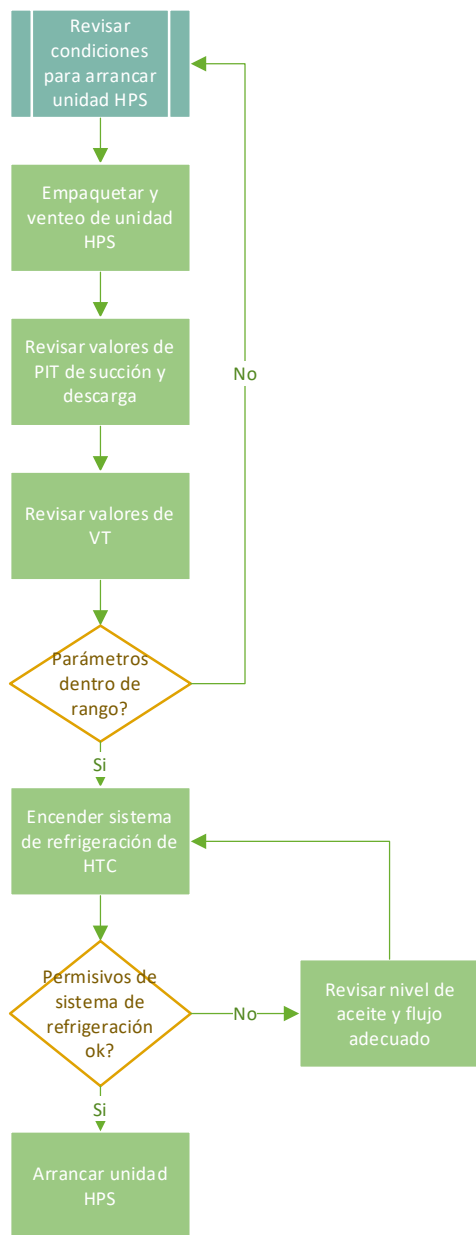 Revisar
condiciones
para arrancar
unidad HPS
Empaquetar y
venteo de unidad
HPS
Revisar valores de
PIT de succión y
descarga
No
Revisar valores de
VT
Parámetros
dentro de
rango?
Si
Encender sistema
de refrigeración de
HTC
Permisivos de
sistema de
refrigeración
ok?
No
Revisar nivel de
aceite y flujo
adecuado
Si
Arrancar unidad
HPS